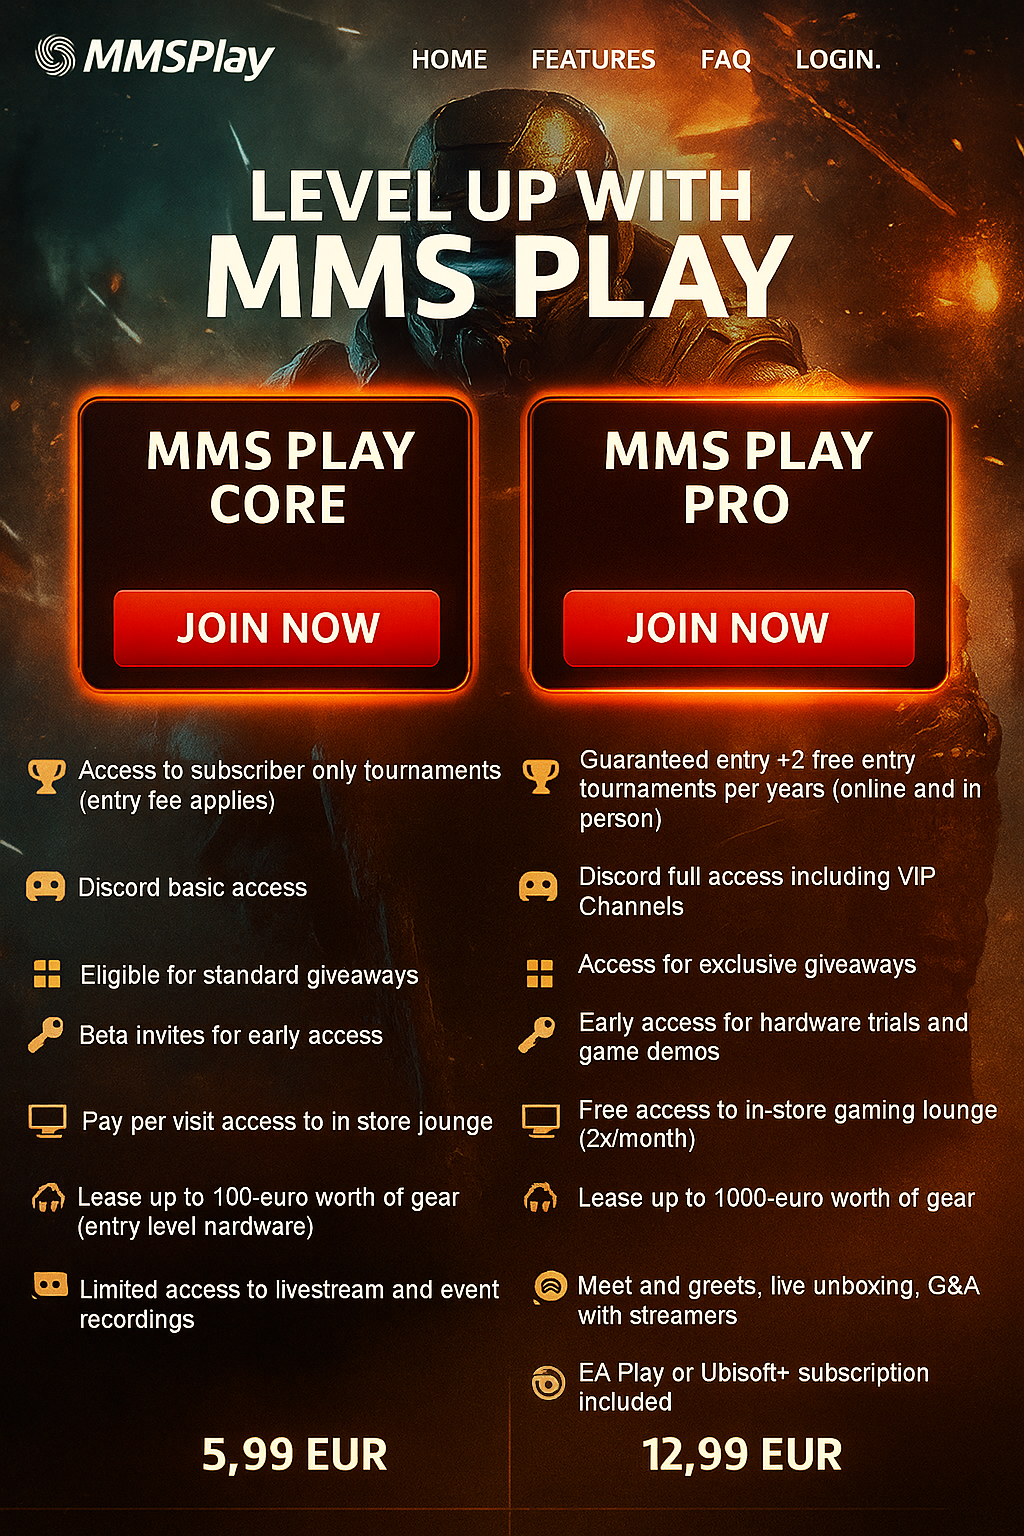 MMSPlay
HOME FEATURES FAQ LOGIN.
LEVEL UP WITH
MMS PLAY
MMS PLAY
CORE
JOIN NOW
MMS PLAY
PRO
JOIN NOW
Access to subscriber only tournaments
(entry fee applies)
Discord basic access
Eligible for standard giveaways
Beta invites for early access
Pay per visit access to in store jounge
Lease up to 100-euro worth of gear
(entry level nardware)
Limited access to livestream and event
recordings
5,99 EUR
Guaranteed entry +2 free entry
tournaments per years (online and in
person)
Discord full access including VIP
Channels
Access for exclusive giveaways
Early access for hardware trials and
game demos
Free access to in-store gaming lounge
(2x/month)
Lease up to 1000-euro worth of gear
Meet and greets, live unboxing, G&A
with streamers
EA Play or Ubisoft+ subscription
included
12,99 EUR